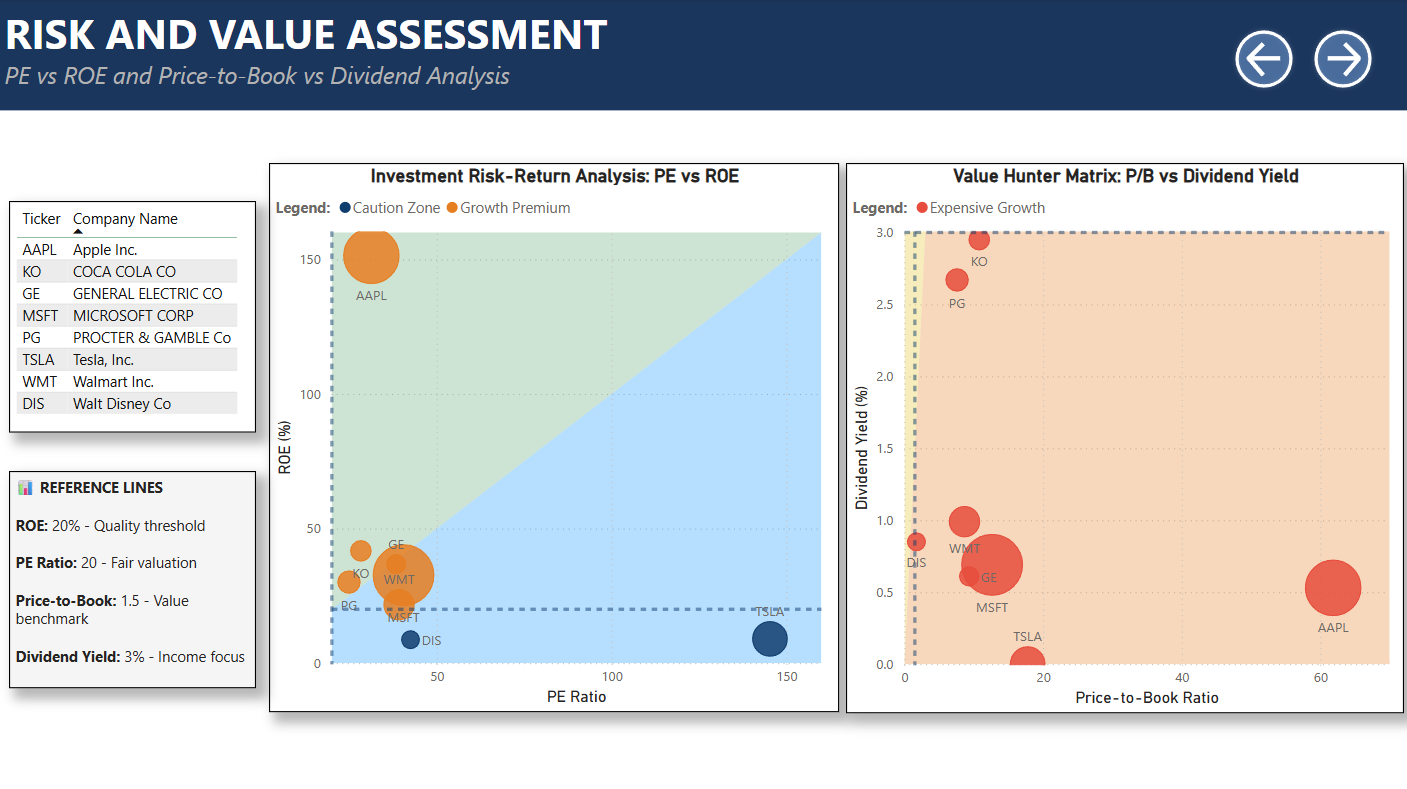 RISK AND VALUE ASSESSMENT
PE vs ROE and Price-to-Book vs Dividend Analysis
Ticker Company Name
AAPL Apple Inc.
KO COCA COLA CO
GE GENERAL ELECTRIC CO
MSFT MICROSOFT CORP
PG PROCTER & GAMBLE Co
TSLA Tesla, Inc.
WMT Walmart Inc.
DIS Walt Disney Co
📊 REFERENCE LINES
ROE: 20% - Quality threshold
PE Ratio: 20 - Fair valuation
Price-to-Book: 1.5 - Value
benchmark
Dividend Yield: 3% - Income focus
Investment Risk-Return Analysis: PE vs ROE
Legend: Caution Zone Growth Premium
ROE (%)
150
100
50
0
AAPL
GE
KO
WMT
PG
MSFT
TSLA
DIS
50 100 150
PE Ratio
Value Hunter Matrix: P/B vs Dividend Yield
Legend: Expensive Growth
Dividend Yield (%)
3.0
2.5
2.0
1.5
1.0
0.5
0.0
KO
PG
WMT
DIS
GE
MSFT
AAPL
TSLA
0 20 40 60
Price-to-Book Ratio